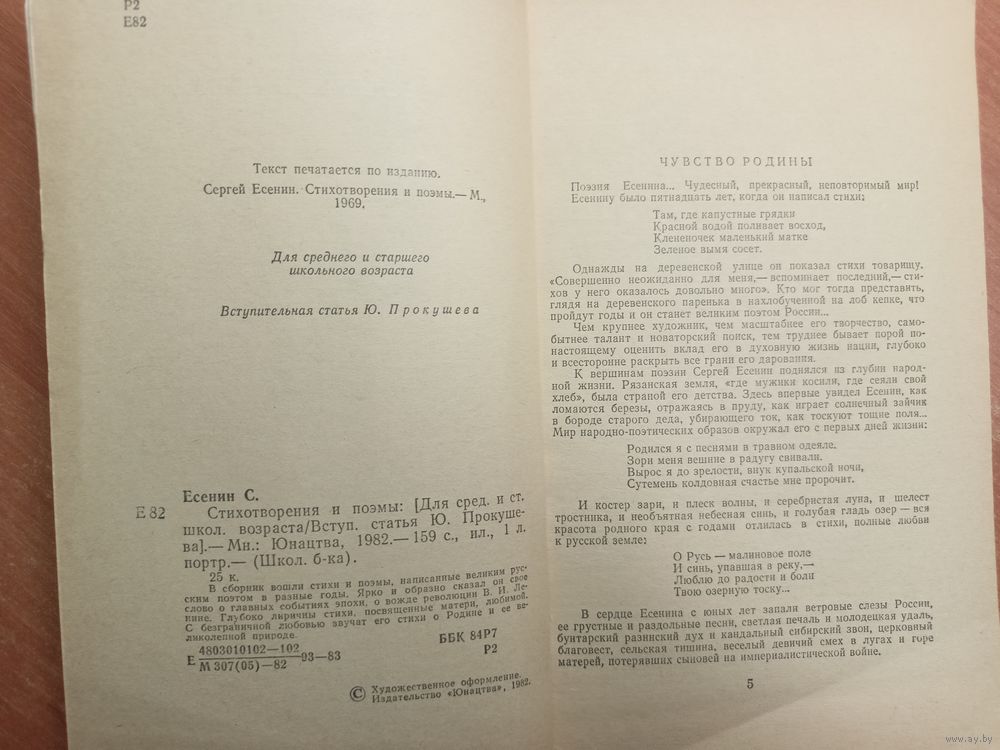 Р2
Е82
Текст печатается по изданию.
Сергей Есенин. Стихотворения и поэмы.— М.,
1969.
Для среднего и старшего
школьного возраста
Вступительная статья Ю. Прокушева
Есенин С.
Е 82
Стихотворения и поэмы: [Для сред. и ст.
школ. возраста/Вступ. статья Ю. Прокуше-
ва].— Мн.: Юнацтва, 1982.— 159 с., ил., 1 л.
портр.— (Школ. б-ка).
25 к.
В сборник вошли стихи и поэмы, написанные великим рус-
ским поэтом в разные годы. Ярко и образно сказал он свое
слово о главных событиях эпохи, о вожде революции В. И. Ле-
нине. Глубоко лиричны стихи, посвященные матери, любимой.
С безграничной любовью звучат его стихи о Родине и ее ве-
ликолепной природе.
Е 4803010102—102
М 307(05)—82
93—83
ББК 84Р7
Р2
© Художественное оформление.
Издательство «Юнацтва», 1982.
ЧУВСТВО РОДИНЫ
Поэзия Есенина... Чудесный, прекрасный, неповторимый мир!
Есенину было пятнадцать лет, когда он написал стихи:
Там, где капустные грядки
Красной водой поливает восход,
Клененочек маленький матке
Зеленое вымя сосет.
Однажды на деревенской улице он показал стихи товарищу.
«Совершенно неожиданно для меня,— вспоминает последний,— сти-
хов у него оказалось довольно много». Кто мог тогда представить,
глядя на деревенского паренька в нахлобученной на лоб кепке, что
пройдут годы и он станет великим поэтом России...
Чем крупнее художник, чем масштабнее его творчество, само-
бытнее талант и новаторский поиск, тем труднее бывает порой по-
настоящему оценить вклад его в духовную жизнь нации, глубоко
и всесторонне раскрыть все грани его дарования.
К вершинам поэзии Сергей Есенин поднялся из глубин народ-
ной жизни. Рязанская земля, «где мужики косили, где сеяли свой
хлеб», была страной его детства. Здесь впервые увидел Есенин, как
ломаются березы, отражаясь в пруду, как играет солнечный зайчик
в бороде старого деда, убирающего ток, как тоскуют тощие поля...
Мир народно-поэтических образов окружал его с первых дней жизни:
Родился я с песнями в травном одеяле.
Зори меня вешние в радугу свивали.
Вырос я до зрелости, внук купальской ночи,
Сутемень колдовная счастье мне пророчит.
И костер зари, и плеск волны, и серебристая луна, и шелест
тростника, и необъятная небесная синь, и голубая гладь озер — вся
красота родного края с годами отлилась в стихи, полные любви
к русской земле:
О Русь — малиновое поле
И синь, упавшая в реку,—
Люблю до радости и боли
Твою озерную тоску...
В сердце Есенина с юных лет запали ветровые слезы России,
ее грустные и раздольные песни, светлая печаль и молодецкая удаль,
бунтарский разинский дух и кандальный сибирский звон, церковный
благовест, сельская тишина, веселый девичий смех в лугах и горе
матерей, потерявших сыновей на империалистической войне.
5
www.ay.by